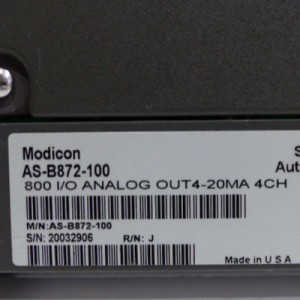 Modicon
AS-B872-100
800 I/O ANALOG OUT4-20MA 4CH
M/N:AS-B872-100
S/N: 20032906 R/N: J
Made in U S A